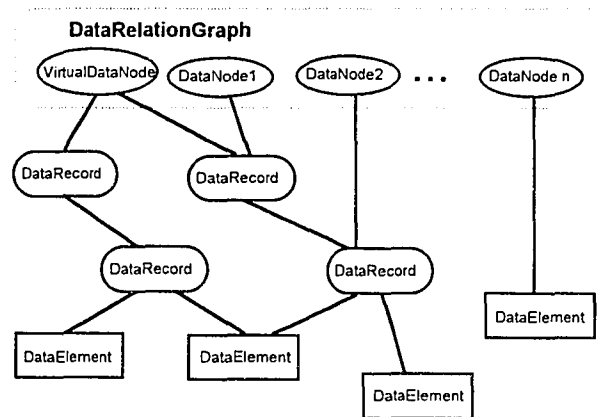 DataRelationGraph
VirtualDataNode
DataNode1
DataNode2
...
DataNode n
DataRecord
DataRecord
DataRecord
DataRecord
DataElement
DataElement
DataElement
DataElement